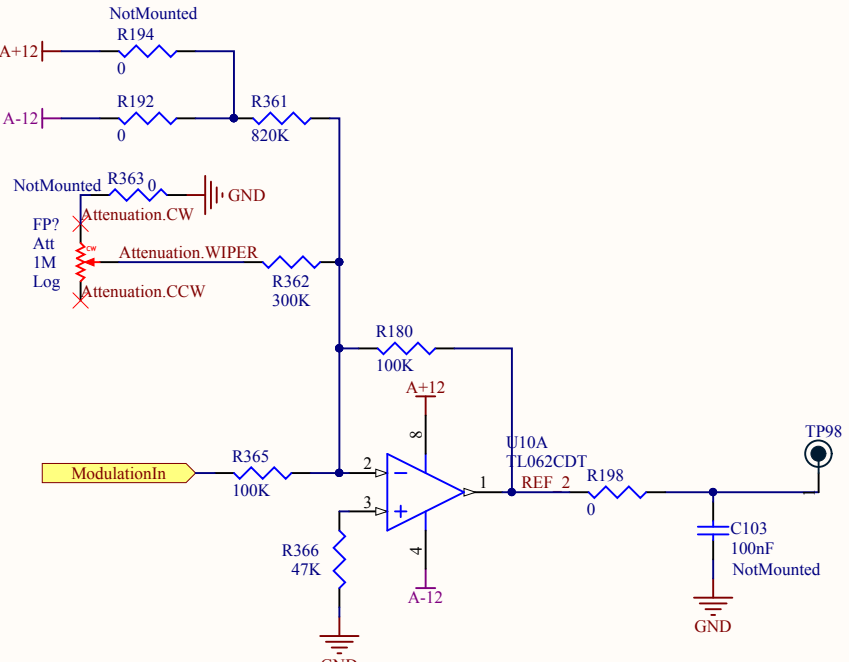 NotMounted
R194
A+12
0
R192
R361
A-12
0
820K
NotMounted
R363
0
GND
Attenuation.CW
FP?
Att
1M
Log
CW
Attenuation.WIPER
R362
300K
Attenuation.CCW
R180
100K
A+12
8
R365
ModulationIn
100K
2
3
1
4
U10A
TL062CDT
REF_2
R198
0
TP98
R366
47K
A-12
GND
C103
100nF
NotMounted
GND